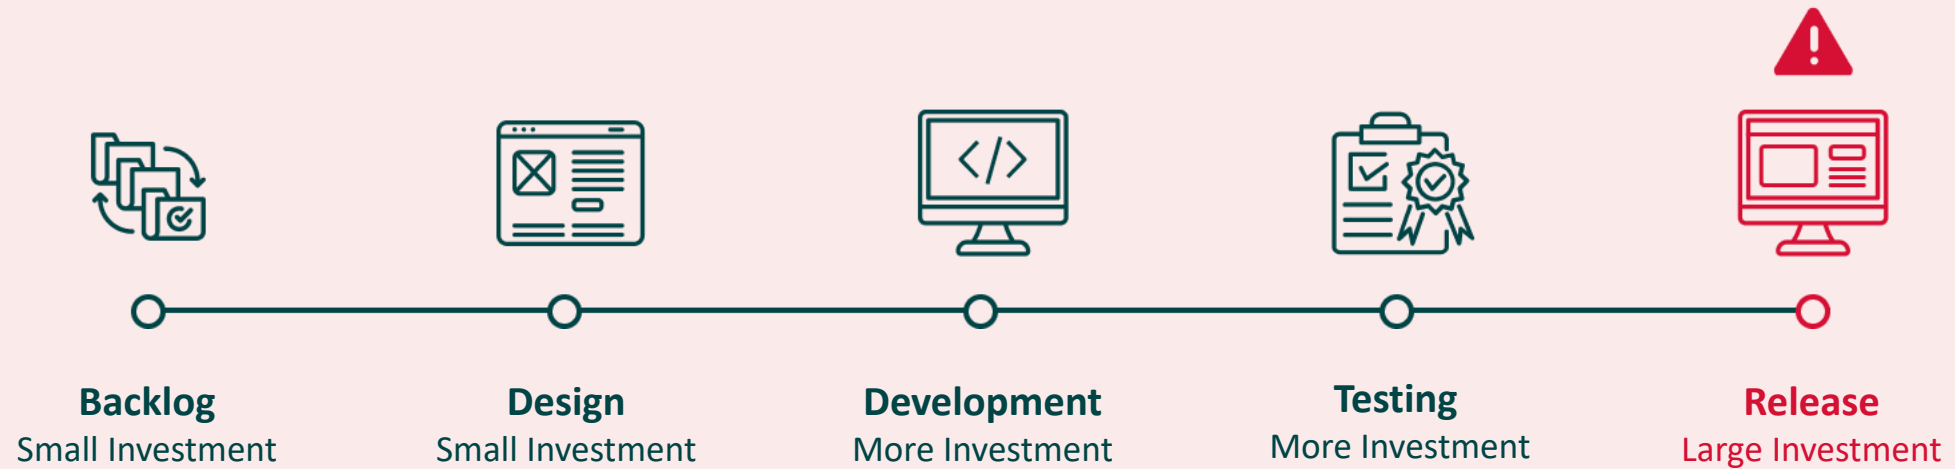 Backlog
Small Investment
Design
Small Investment
</>
Development
More Investment
Testing
More Investment
!
Release
Large Investment